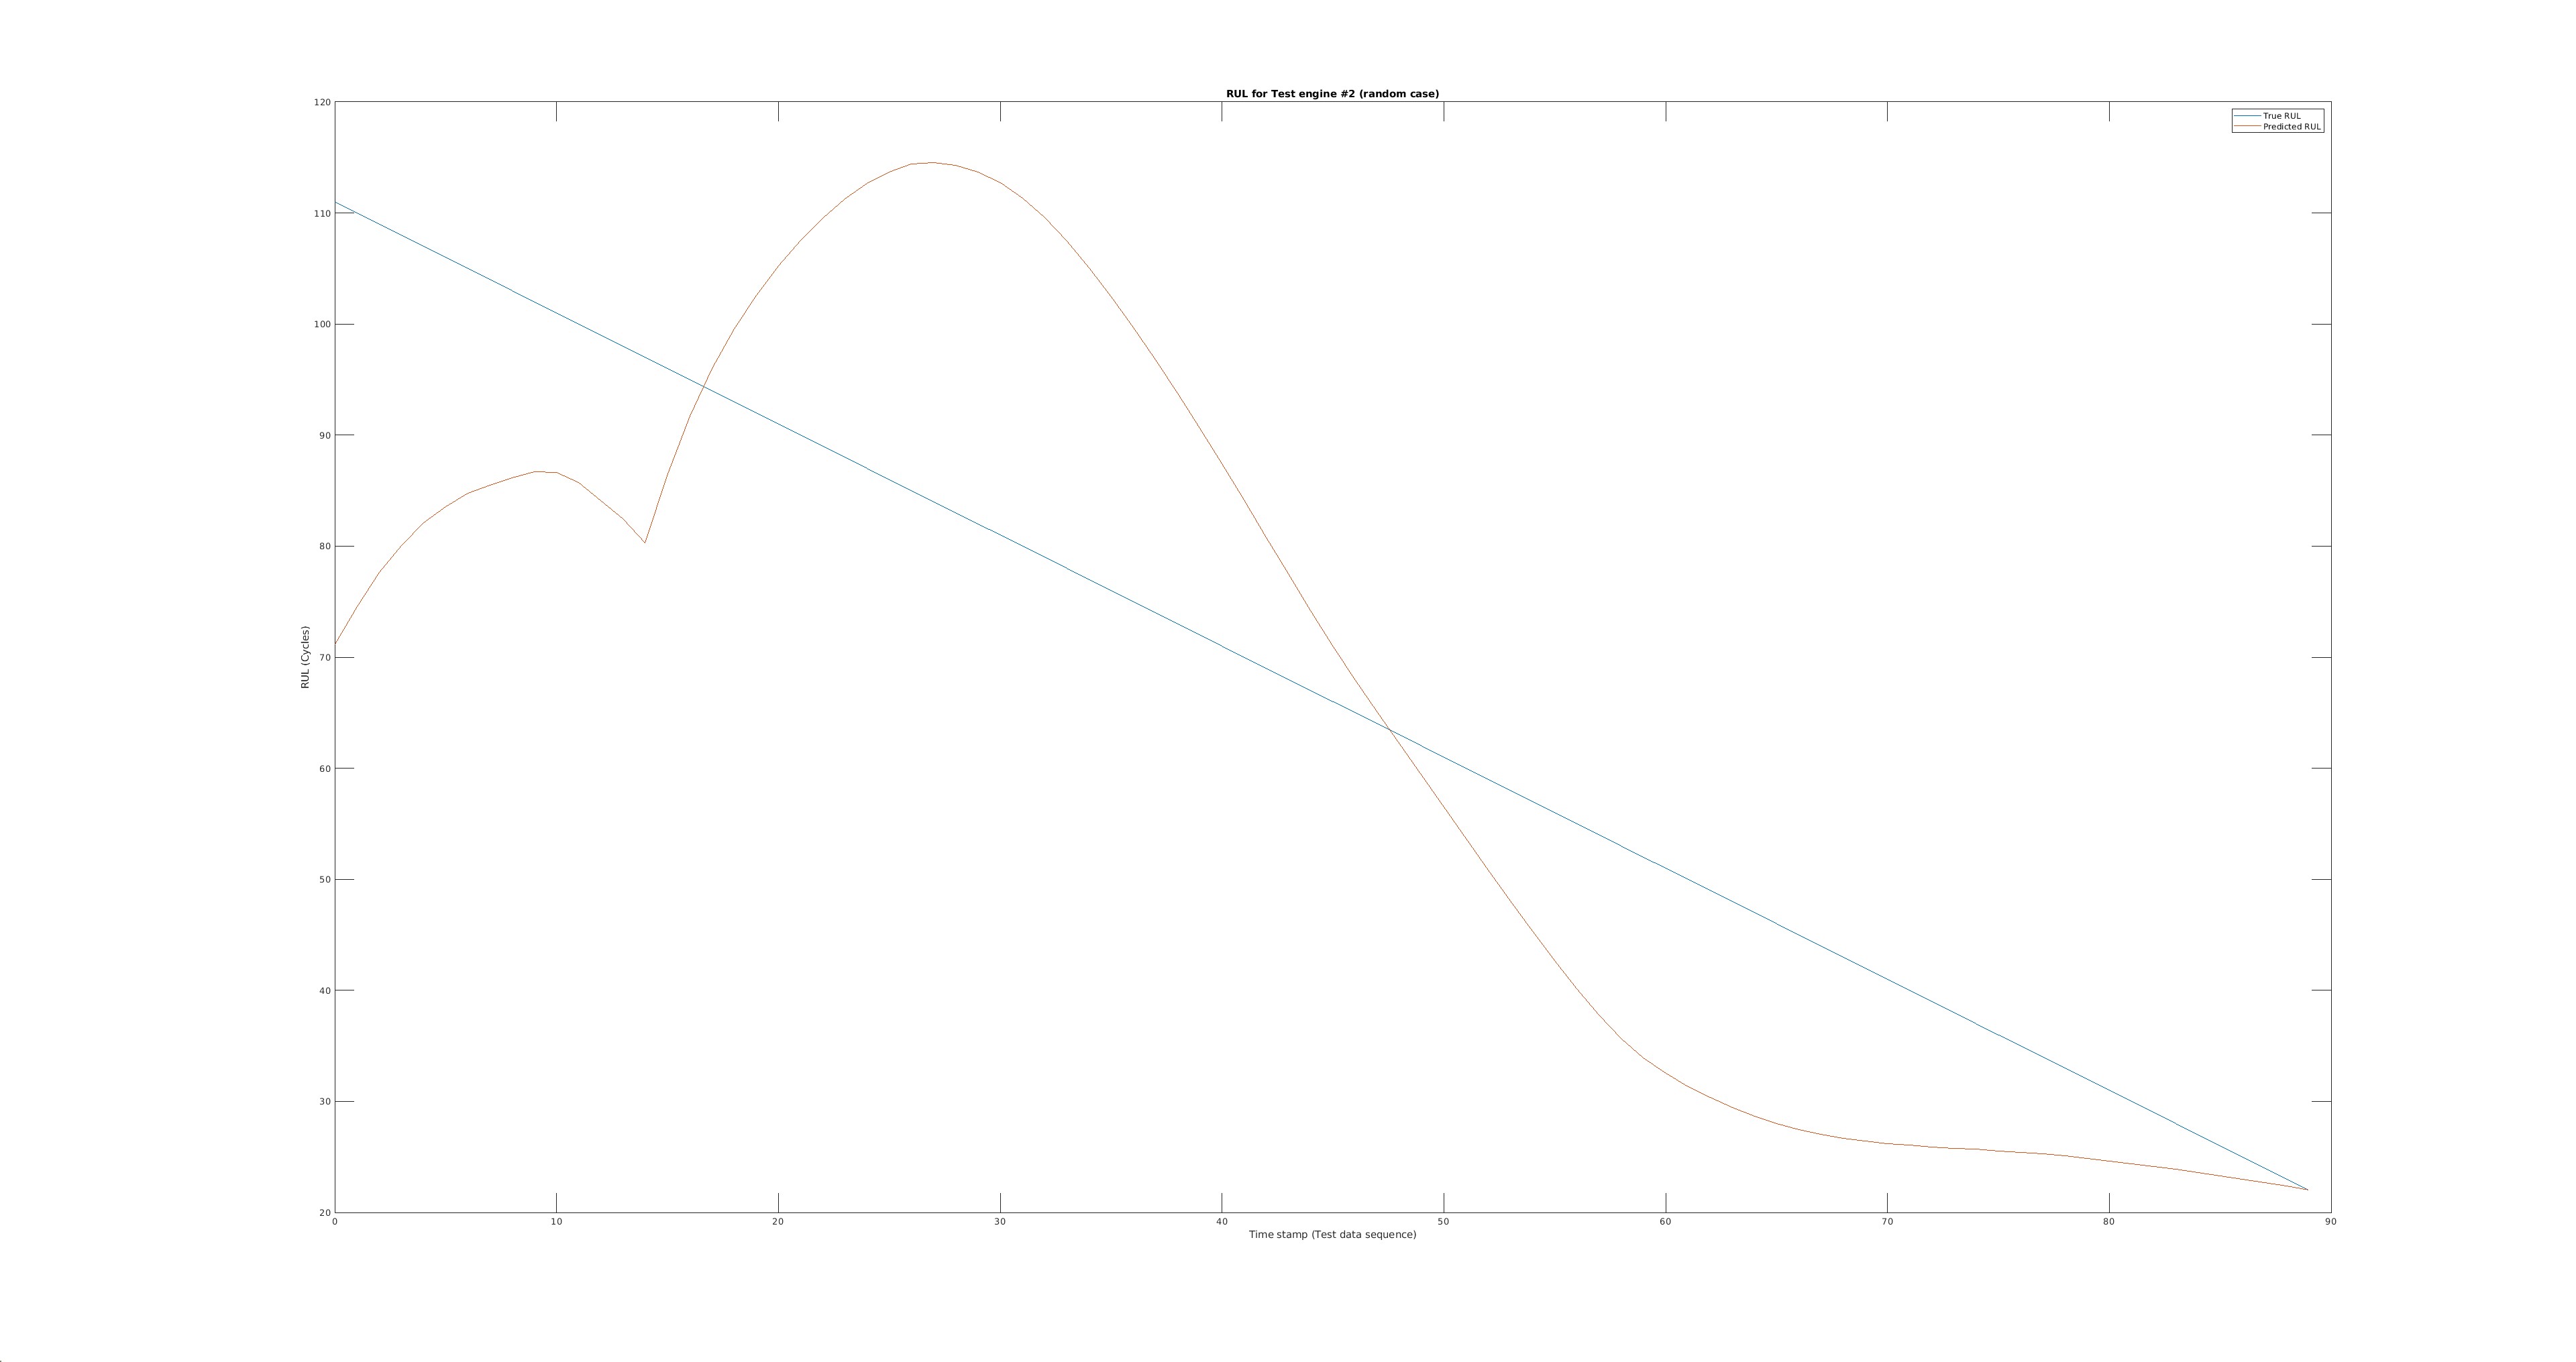 RUL for Test engine #2 (random case)
True RUL
Predicted RUL
120
110
100
90
80
70
60
50
40
30
20
RUL (Cycles)
0 10 20 30 40 50 60 70 80 90
Time stamp (Test data sequence)